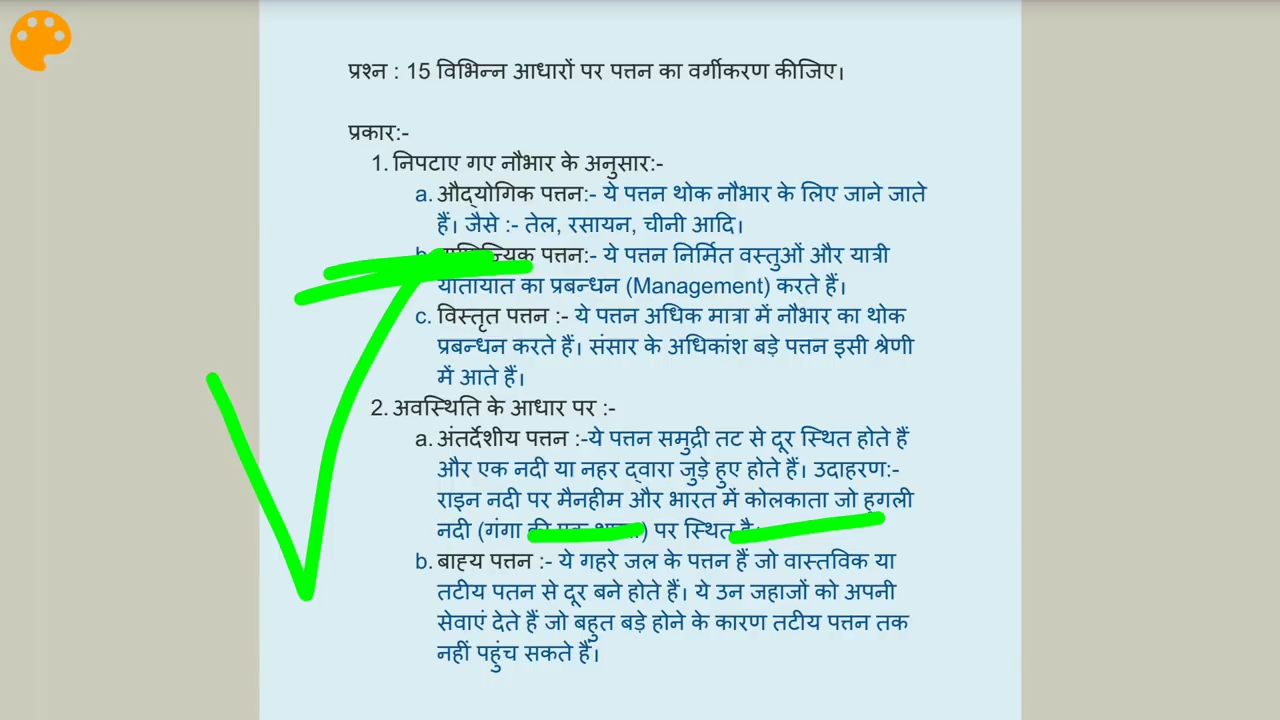 प्रश्न : 15 विभिन्न आधारों पर पत्तन का वर्गीकरण कीजिए।
प्रकार:-
1. निपटाए गए नौभार के अनुसार:-
a. औद्योगिक पत्तन:- ये पत्तन थोक नौभार के लिए जाने जाते
हैं। जैसे :- तेल, रसायन, चीनी आदि।
पत्तन:- ये पत्तन निर्मित वस्तुओं और यात्री
यातायात का प्रबन्धन (Management) करते हैं।
c. विस्तृत पत्तन :- ये पत्तन अधिक मात्रा में नौभार का थोक
प्रबन्धन करते हैं। संसार के अधिकांश बड़े पत्तन इसी श्रेणी
में आते हैं।
2. अवस्थिति के आधार पर :-
a. अंतर्देशीय पत्तन :-ये पत्तन समुद्री तट से दूर स्थित होते हैं
और एक नदी या नहर द्वारा जुड़े हुए होते हैं। उदाहरण:-
राइन नदी पर मैनहीम और भारत में कोलकाता जो हुगली
नदी (गंगा ) पर स्थित है।
b. बाह्य पत्तन :- ये गहरे जल के पत्तन हैं जो वास्तविक या
तटीय पतन से दूर बने होते हैं। ये उन जहाजों को अपनी
सेवाएं देते हैं जो बहुत बड़े होने के कारण तटीय पत्तन तक
नहीं पहुंच सकते हैं।